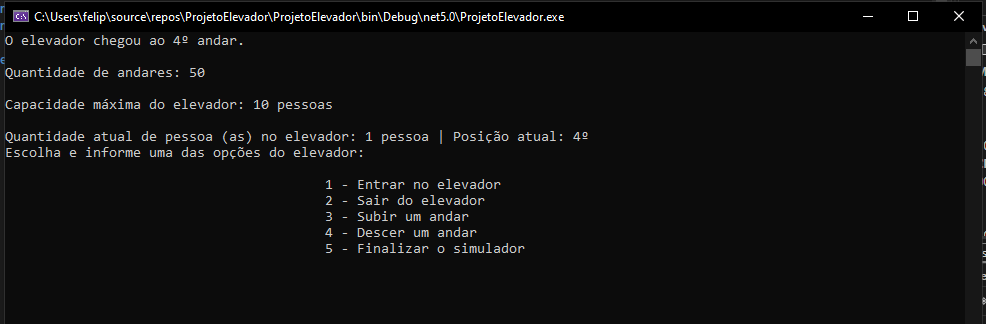 C:\Users\felip\source\repos\ProjetoElevador\ProjetoElevador\bin\Debug\net5.0\ProjetoElevador.exe
O elevador chegou ao 4º andar.
Quantidade de andares: 50
Capacidade máxima do elevador: 10 pessoas
Quantidade atual de pessoa (as) no elevador: 1 pessoa | Posição atual: 4º
Escolha e informe uma das opções do elevador:
1 - Entrar no elevador
2 - Sair do elevador
3 - Subir um andar
4 - Descer um andar
5 - Finalizar o simulador